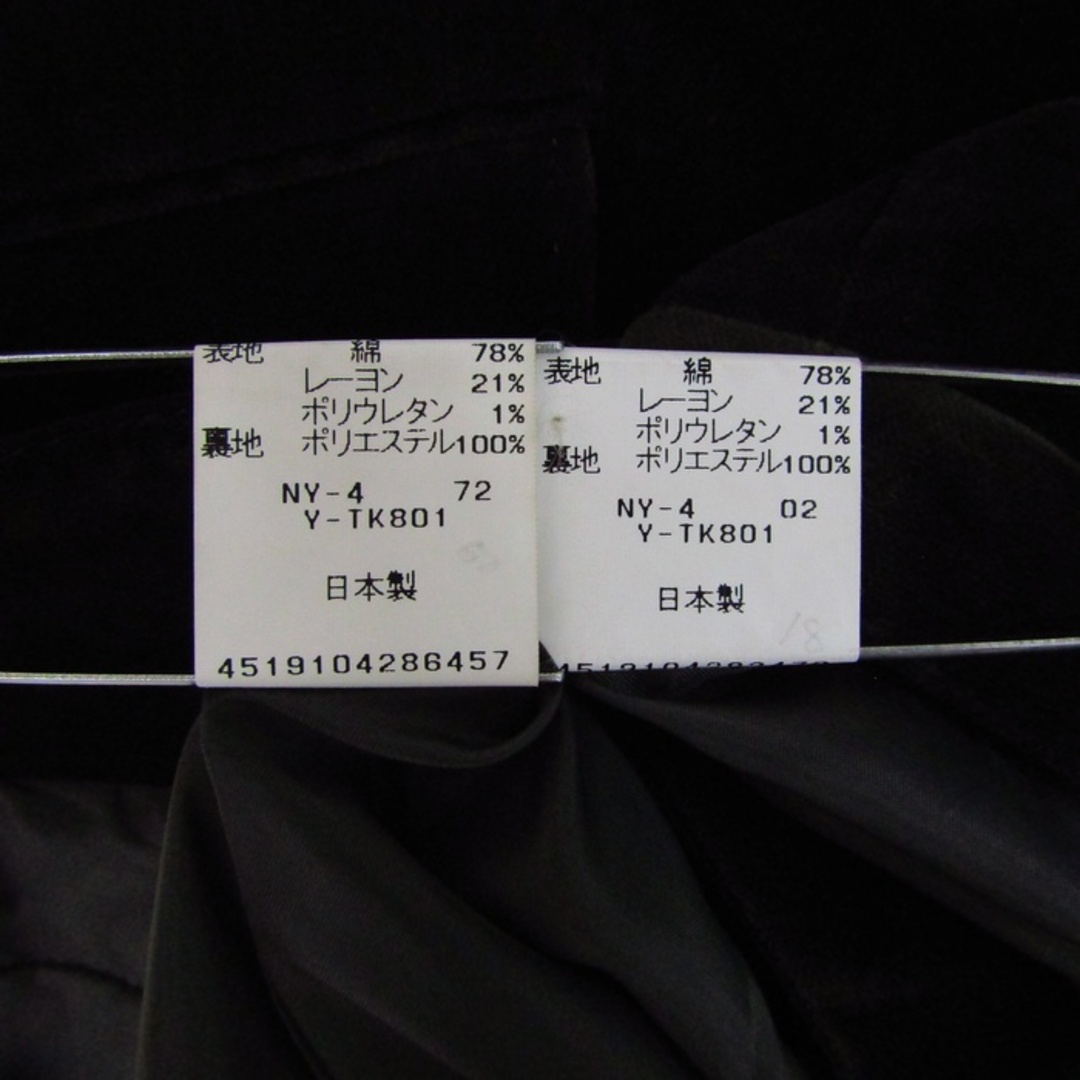 表地 綿 78%
レーヨン 21%
ポリウレタン 1%
裏地 ポリエステル100%
NY-4 72
Y-TK801
日本製
4519104286457
表地 綿 78%
レーヨン 21%
ポリウレタン 1%
裏地 ポリエステル100%
NY-4 02
Y-TK801
日本製
18